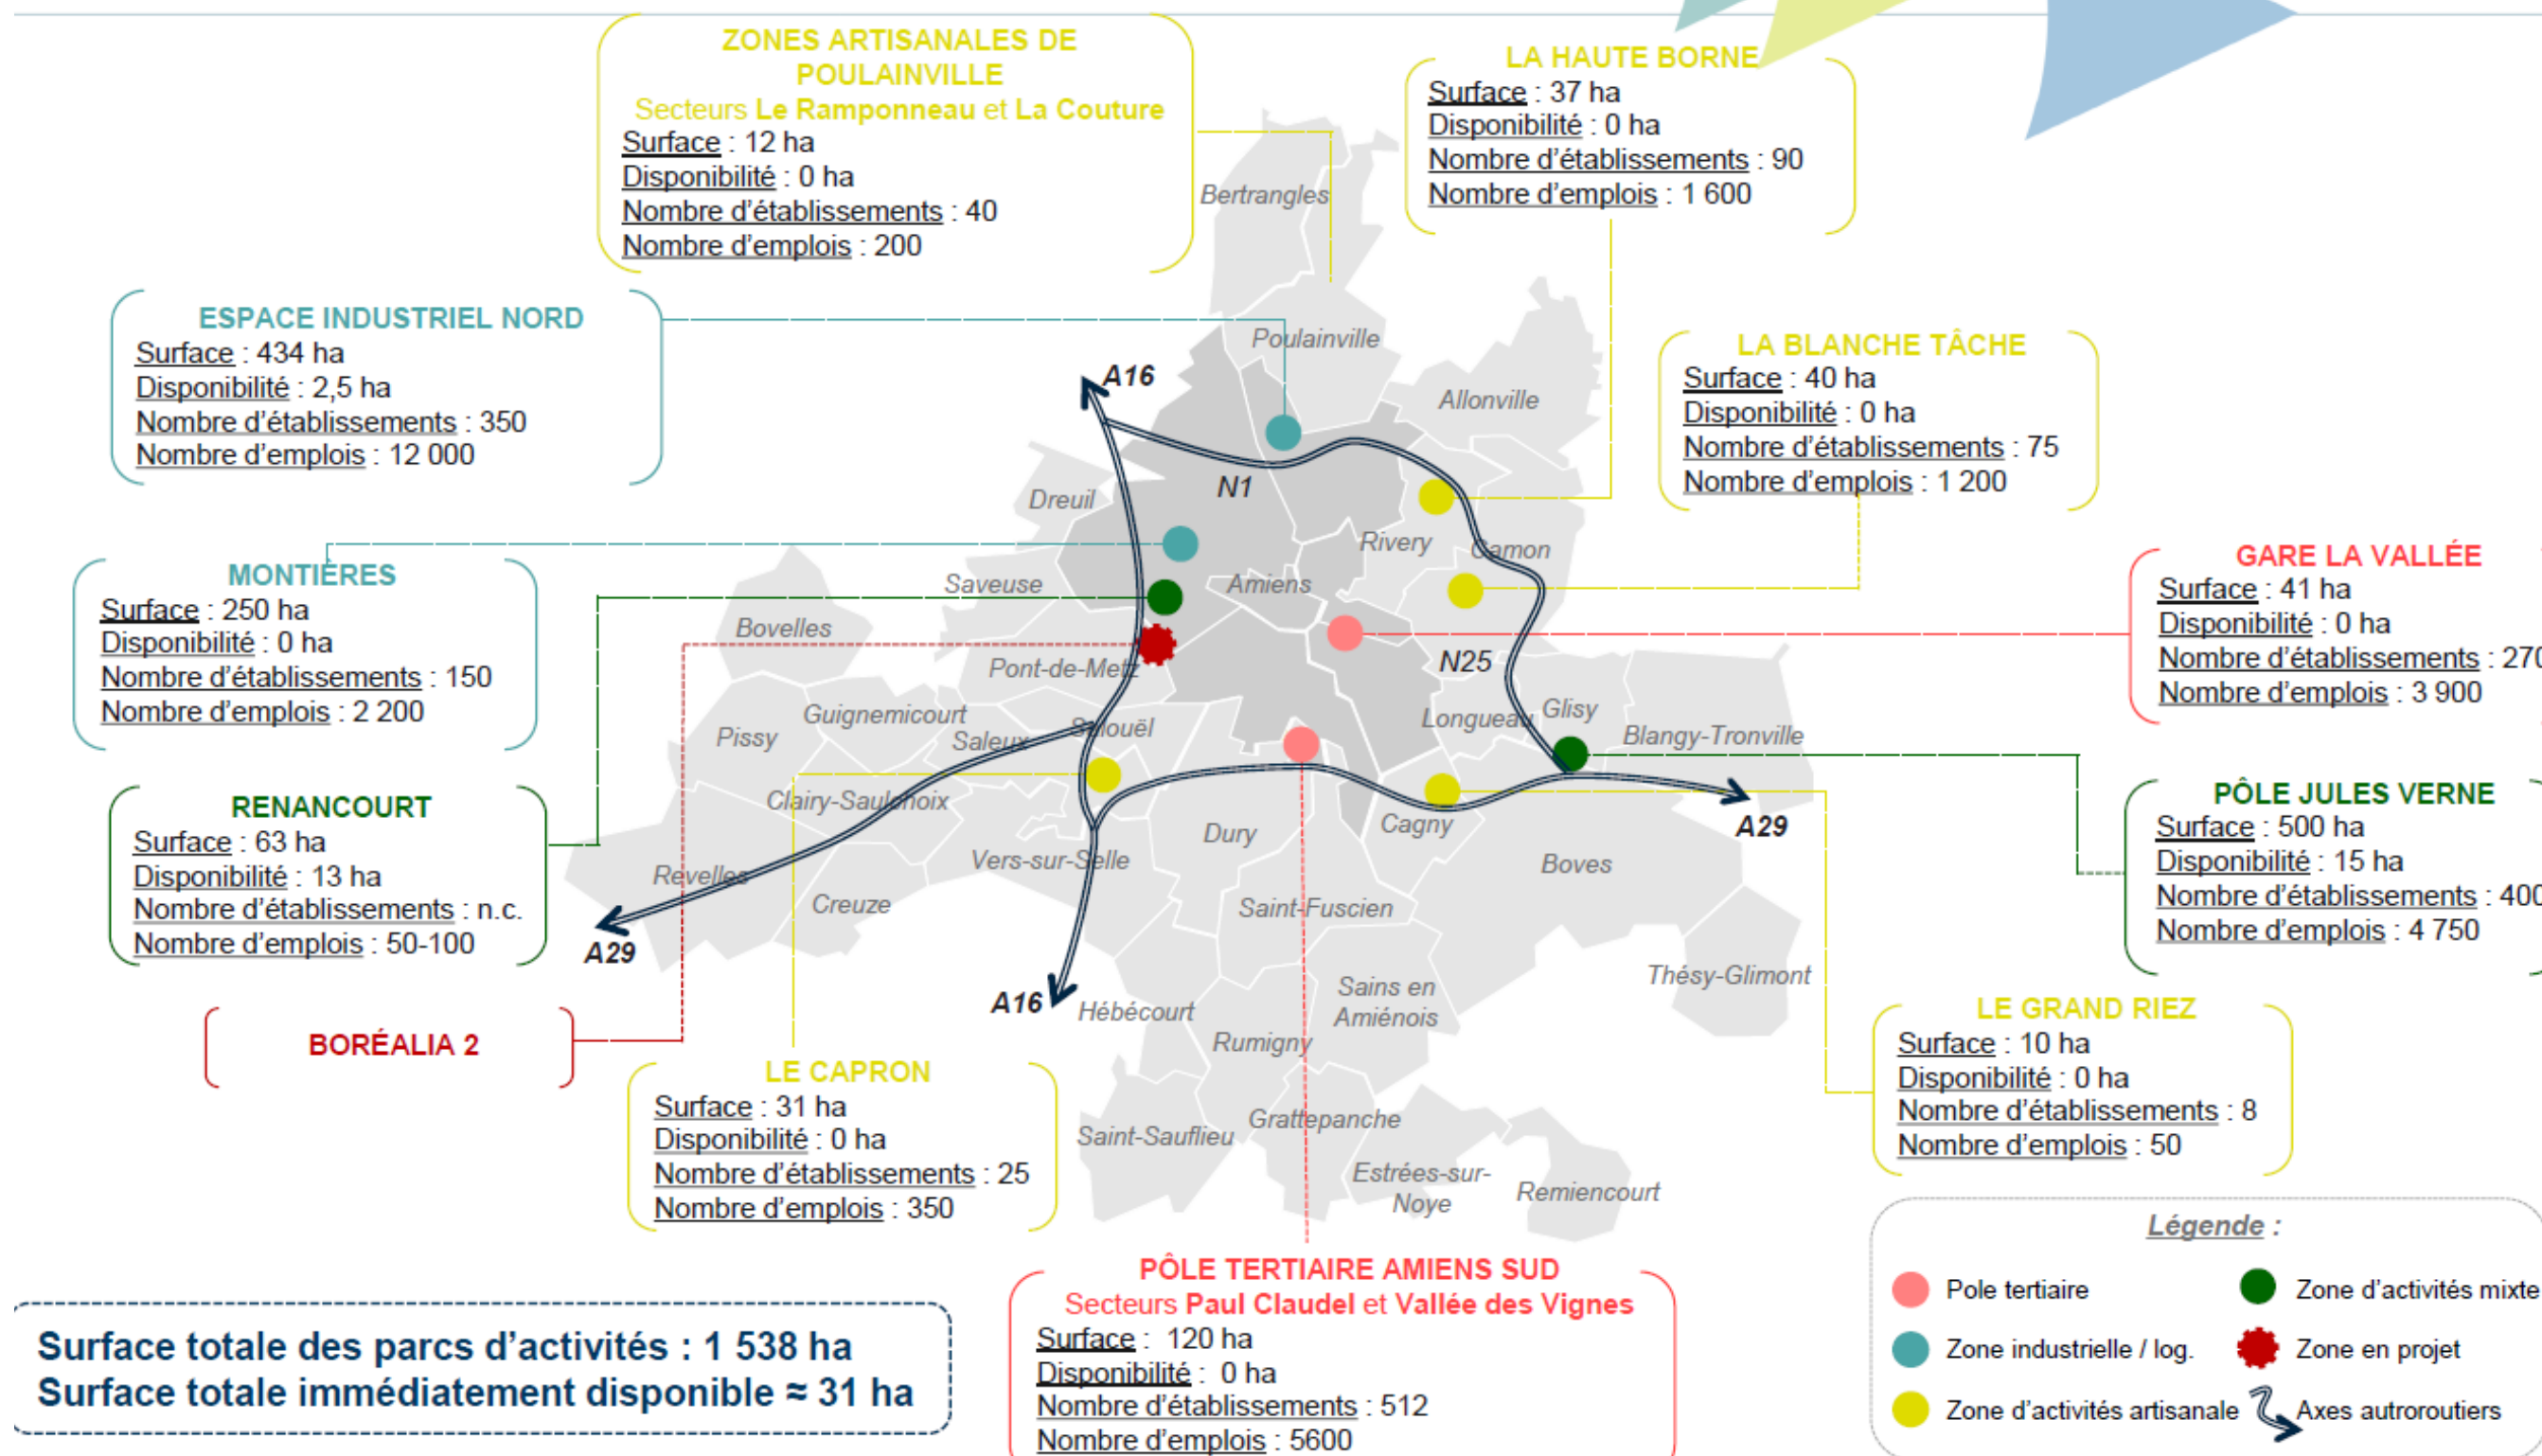 ZONES ARTISANALES DE
POULAINVILLE
Secteurs Le Ramponneau et La Couture
Surface : 12 ha
Disponibilité : 0 ha
Nombre d'établissements : 40
Nombre d'emplois : 200
LA HAUTE BORNE
Surface : 37 ha
Disponibilité : 0 ha
Nombre d'établissements : 90
Nombre d'emplois : 1 600
ESPACE INDUSTRIEL NORD
Surface : 434 ha
Disponibilité : 2,5 ha
Nombre d'établissements : 350
Nombre d'emplois : 12 000
LA BLANCHE TÂCHE
Surface : 40 ha
Disponibilité : 0 ha
Nombre d'établissements : 75
Nombre d'emplois : 1 200
MONTIÈRES
Surface : 250 ha
Disponibilité : 0 ha
Nombre d'établissements : 150
Nombre d'emplois : 2 200
GARE LA VALLÉE
Surface : 41 ha
Disponibilité : 0 ha
Nombre d'établissements : 270
Nombre d'emplois : 3 900
RENANCOURT
Surface : 63 ha
Disponibilité : 13 ha
Nombre d'établissements : n.c.
Nombre d'emplois : 50-100
PÔLE JULES VERNE
Surface : 500 ha
Disponibilité : 15 ha
Nombre d'établissements : 400
Nombre d'emplois : 4 750
BORÉALIA 2
LE CAPRON
Surface : 31 ha
Disponibilité : 0 ha
Nombre d'établissements : 25
Nombre d'emplois : 350
LE GRAND RIEZ
Surface : 10 ha
Disponibilité : 0 ha
Nombre d'établissements : 8
Nombre d'emplois : 50
PÔLE TERTIAIRE AMIENS SUD
Secteurs Paul Claudel et Vallée des Vignes
Surface : 120 ha
Disponibilité : 0 ha
Nombre d'établissements : 512
Nombre d'emplois : 5600
Bertrangles
Poulainville
A16
Allonville
N1
Dreuil
Rivery
Camon
Saveuse
Amiens
Bovelles
Pont-de-Metz
N25
Guignemicourt
Salouël
Longueau
Glisy
Pissy
Saleux
Blangy-Tronville
Clairy-Saulchoix
Dury
Cagny
A29
Vers-sur-Selle
Boves
Revelles
Creuze
Saint-Fuscien
A29
Thésy-Glimont
A16
Hébécourt
Sains en
Amiénois
Rumigny
Saint-Sauflieu
Grattepanche
Estrées-sur-
Noye
Remiencourt
Surface totale des parcs d'activités : 1 538 ha
Surface totale immédiatement disponible ≈ 31 ha
Légende :
Pole tertiaire
Zone d'activités mixte
Zone industrielle / log.
Zone en projet
Zone d'activités artisanale
Axes autroroutiers